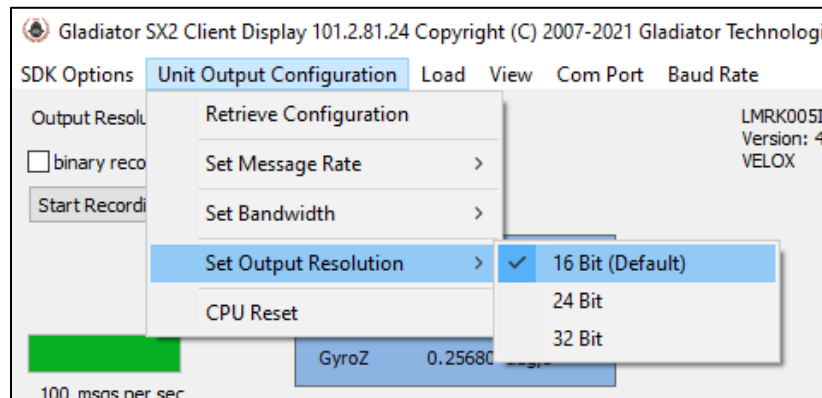 Gladiator SX2 Client Display 101.2.81.24 Copyright (C) 2007-2021 Gladiator Technologi
SDK Options Unit Output Configuration Load View Com Port Baud Rate
Output Resolu
binary reco
Start Recordi
Retrieve Configuration
Set Message Rate
Set Bandwidth
Set Output Resolution
CPU Reset
16 Bit (Default)
24 Bit
32 Bit
LMRK005I
Version: 4
VELOX
GyroZ 0.25680
100 msgs per sec